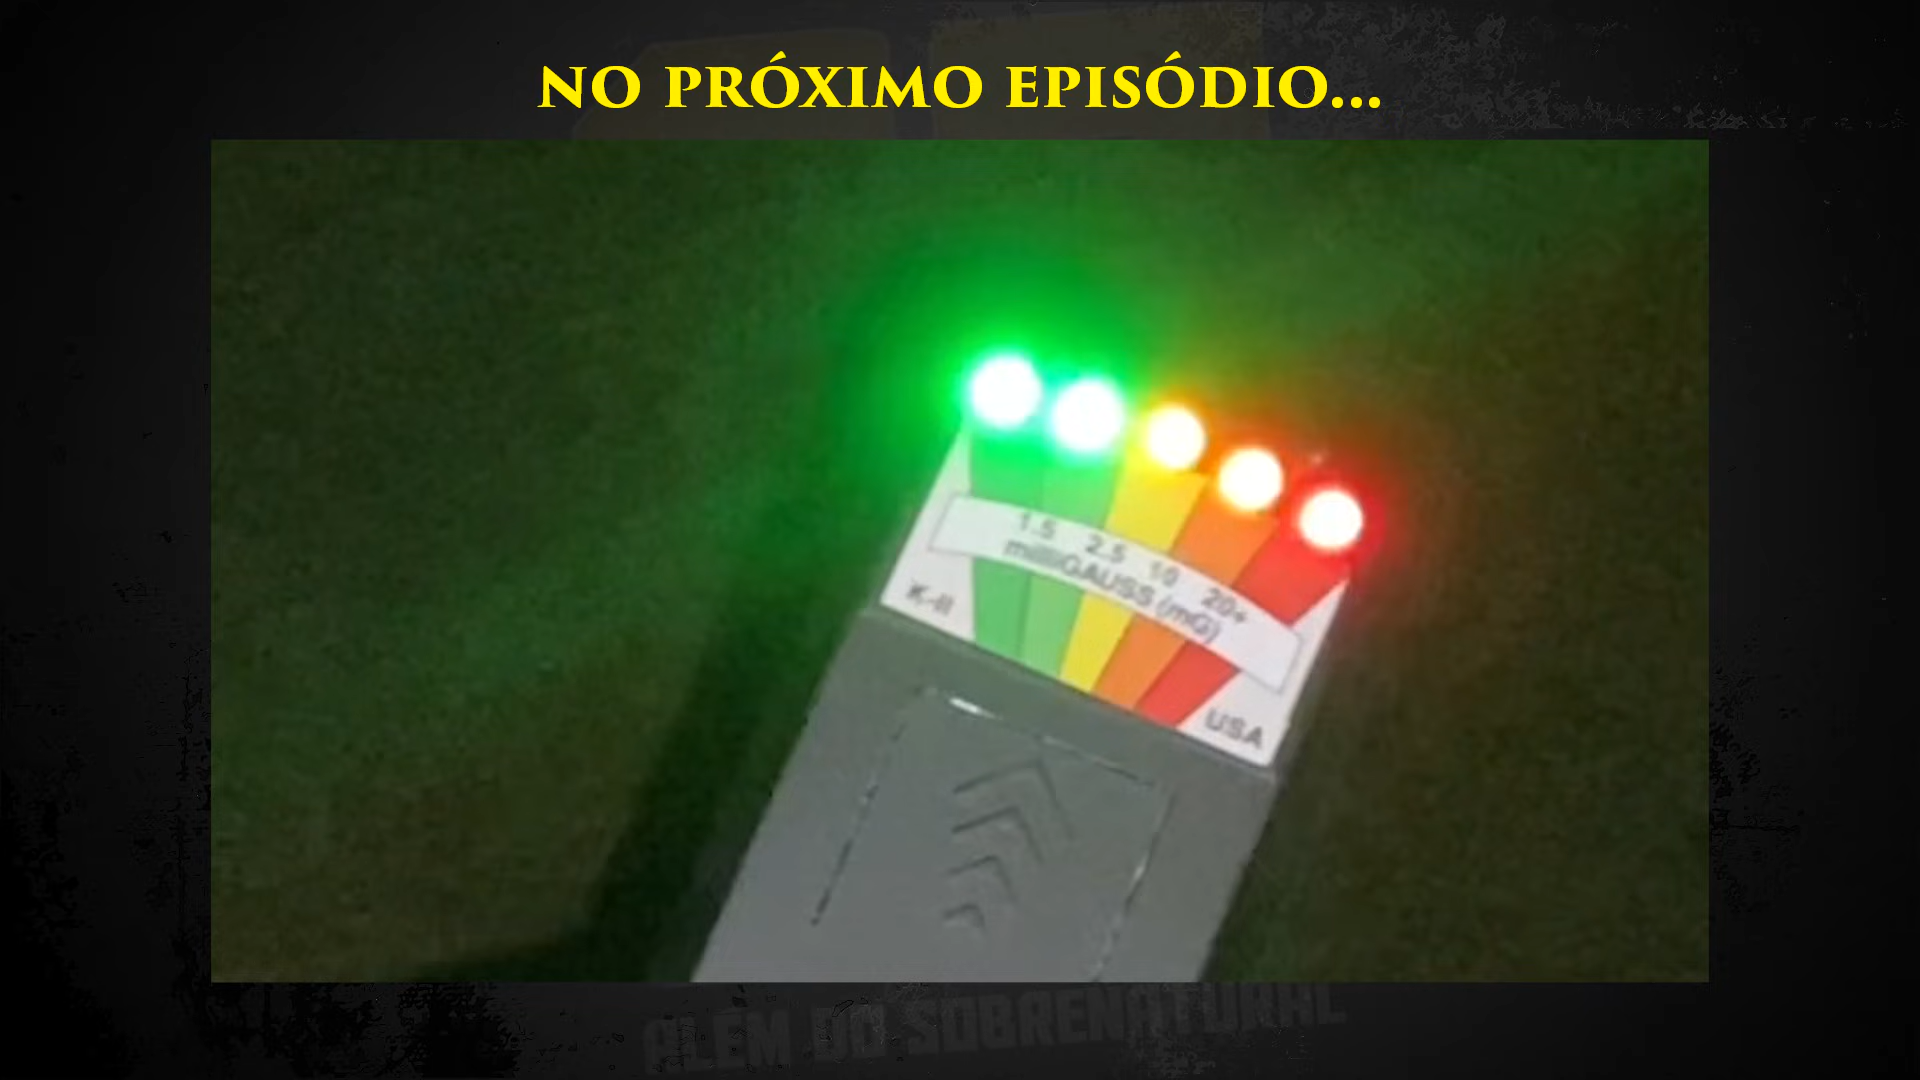 NO PRÓXIMO EPISÓDIO...
1.5 2.5 10 20+
milliGAUSS (mG)
K-II
USA
ALÉM DO SOBRENATURAL